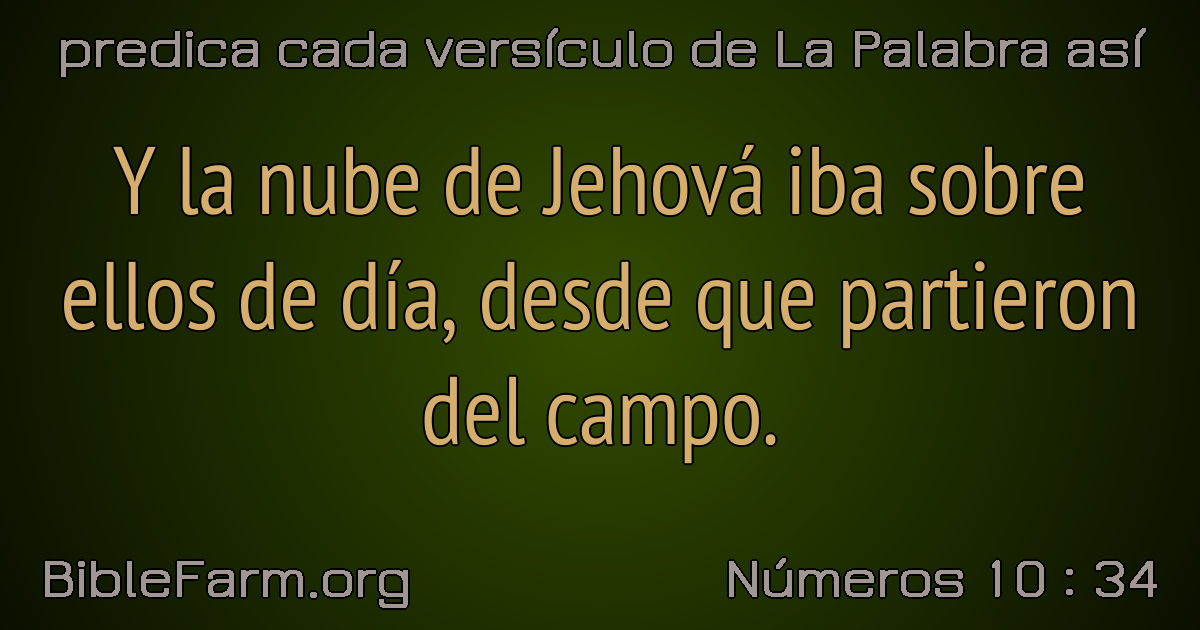 predica cada versículo de La Palabra así
Y la nube de Jehová iba sobre
ellos de día, desde que partieron
del campo.
BibleFarm.org
Números 10 : 34